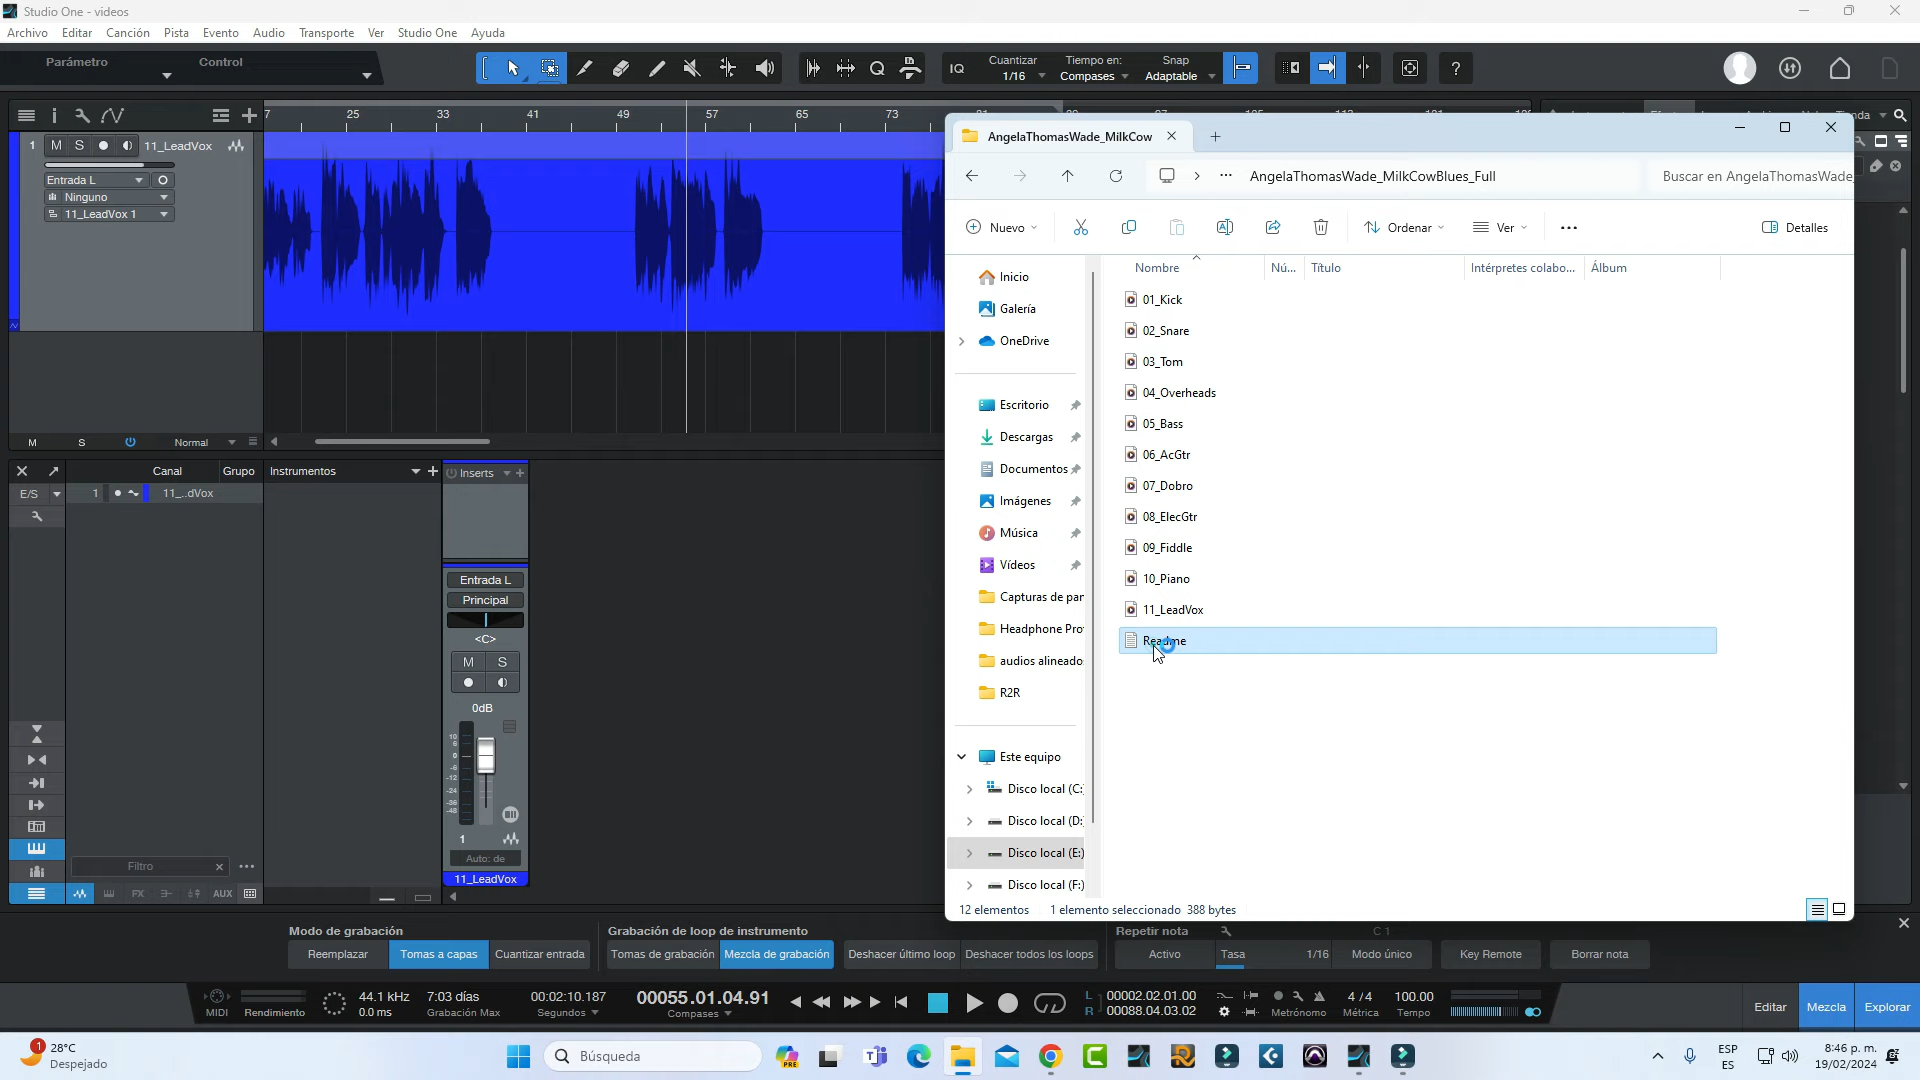 Studio One - videos
Archivo Editar Canción Pista Evento Audio Transporte Ver Studio One Ayuda
Parámetro Control
IQ Cuantizar 1/16 Tiempo en: Compases Snap Adaptable ?
25 33 41 49 57 65 73
1 M S 11_LeadVox
Entrada L
Ninguno
11_LeadVox 1
M S Normal
Canal Grupo Instrumentos Inserts
E/S 1 11_..dVox
Entrada L
Principal
<C>
M S
0dB
1
Auto: de
11_LeadVox
Filtro
FX AUX
AngelaThomasWade_MilkCow
AngelaThomasWade_MilkCowBlues_Full
Buscar en AngelaThomasWade_
Nuevo Ordenar Ver Detalles
Nombre Nú... Título Intérpretes colabo... Álbum
Inicio
Galería
OneDrive
Escritorio
Descargas
Documentos
Imágenes
Música
Vídeos
Capturas de par
Headphone Pro
audios alineado
R2R
Este equipo
Disco local (C:)
Disco local (D:)
Disco local (E:)
Disco local (F:)
01_Kick
02_Snare
03_Tom
04_Overheads
05_Bass
06_AcGtr
07_Dobro
08_ElecGtr
09_Fiddle
10_Piano
11_LeadVox
Readme
12 elementos 1 elemento seleccionado 388 bytes
Modo de grabación Grabación de loop de instrumento Repetir nota C 1
Reemplazar Tomas a capas Cuantizar entrada Tomas de grabación Mezcla de grabación Deshacer último loop Deshacer todos los loops Activo Tasa 1/16 Modo único Key Remote Borrar nota
MIDI Rendimiento 44.1 kHz 0.0 ms 7:03 días Grabación Max 00:02:10.187 Segundos 00055.01.04.91 Compases L 00002.02.01.00 R 00088.04.03.02 Metrónomo 4 / 4 Métrica 100.00 Tempo Editar Mezcla Explorar
1 28°C Despejado Búsqueda PRE ESP ES 8:46 p. m. 19/02/2024